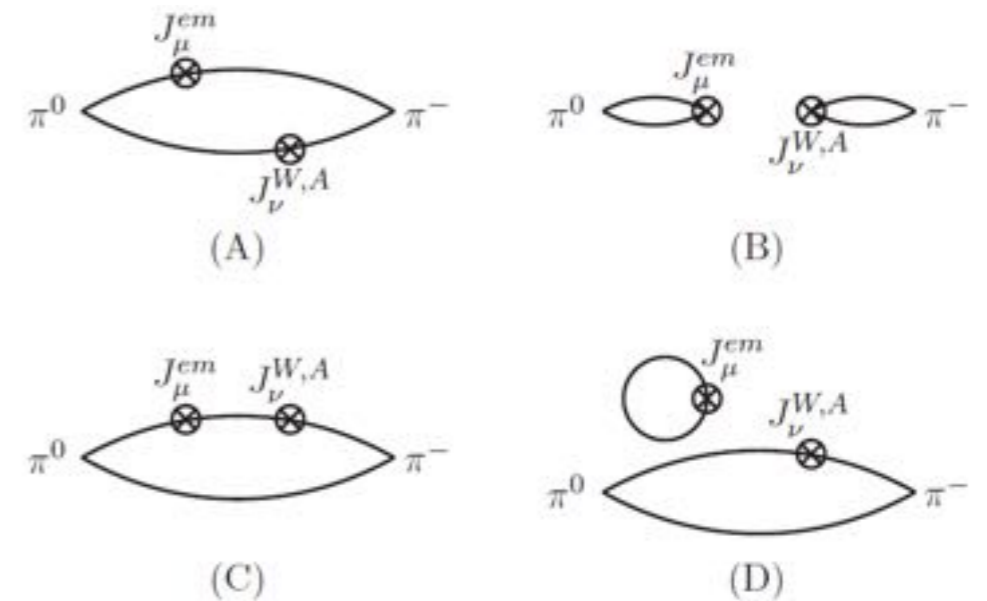 J_μ^{em}
π^0 π^-
J_ν^{W,A}
(A)
J_μ^{em}
π^0 π^-
J_ν^{W,A}
(B)
J_μ^{em} J_ν^{W,A}
π^0 π^-
(C)
J_μ^{em}
J_ν^{W,A}
π^0 π^-
(D)